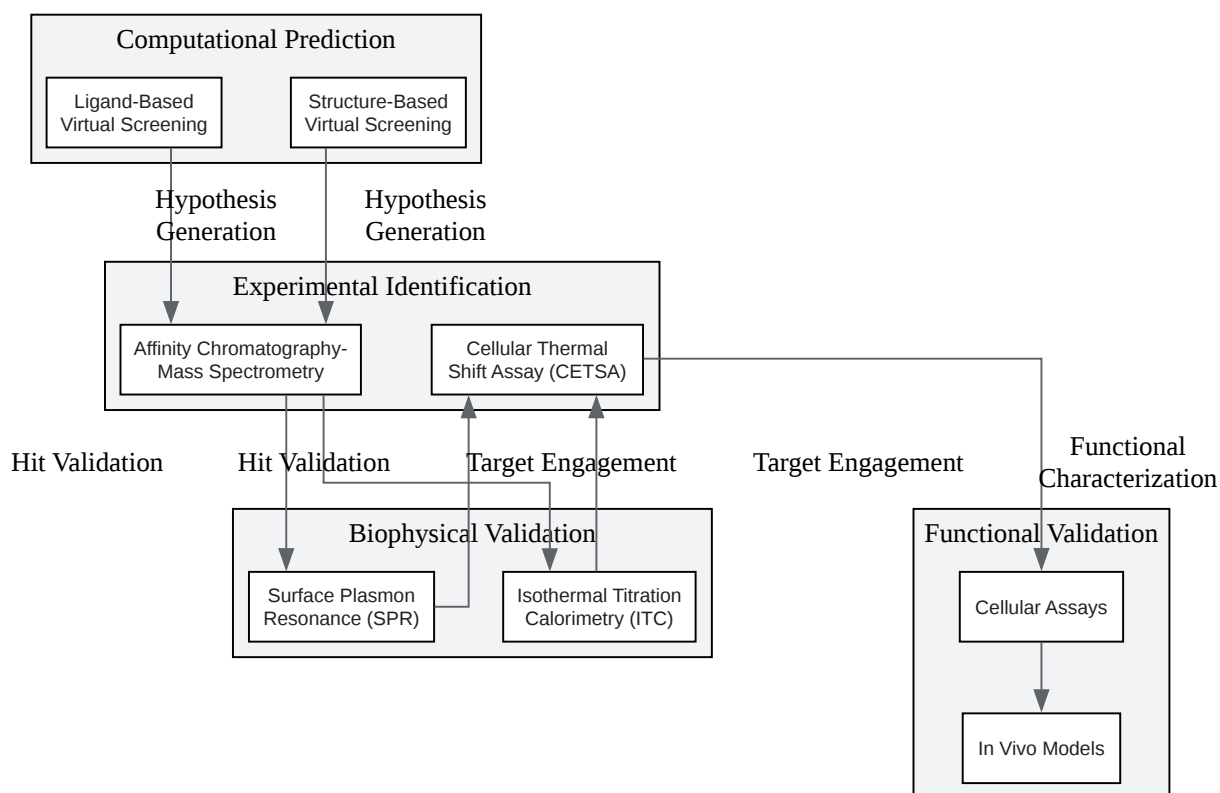 Computational Prediction
Ligand-Based
Virtual Screening
Structure-Based
Virtual Screening
Hypothesis
Generation
Hypothesis
Generation
Experimental Identification
Affinity Chromatography-
Mass Spectrometry
Cellular Thermal
Shift Assay (CETSA)
Hit Validation
Hit Validation
Target Engagement
Target Engagement
Functional
Characterization
Biophysical Validation
Surface Plasmon
Resonance (SPR)
Isothermal Titration
Calorimetry (ITC)
Functional Validation
Cellular Assays
In Vivo Models